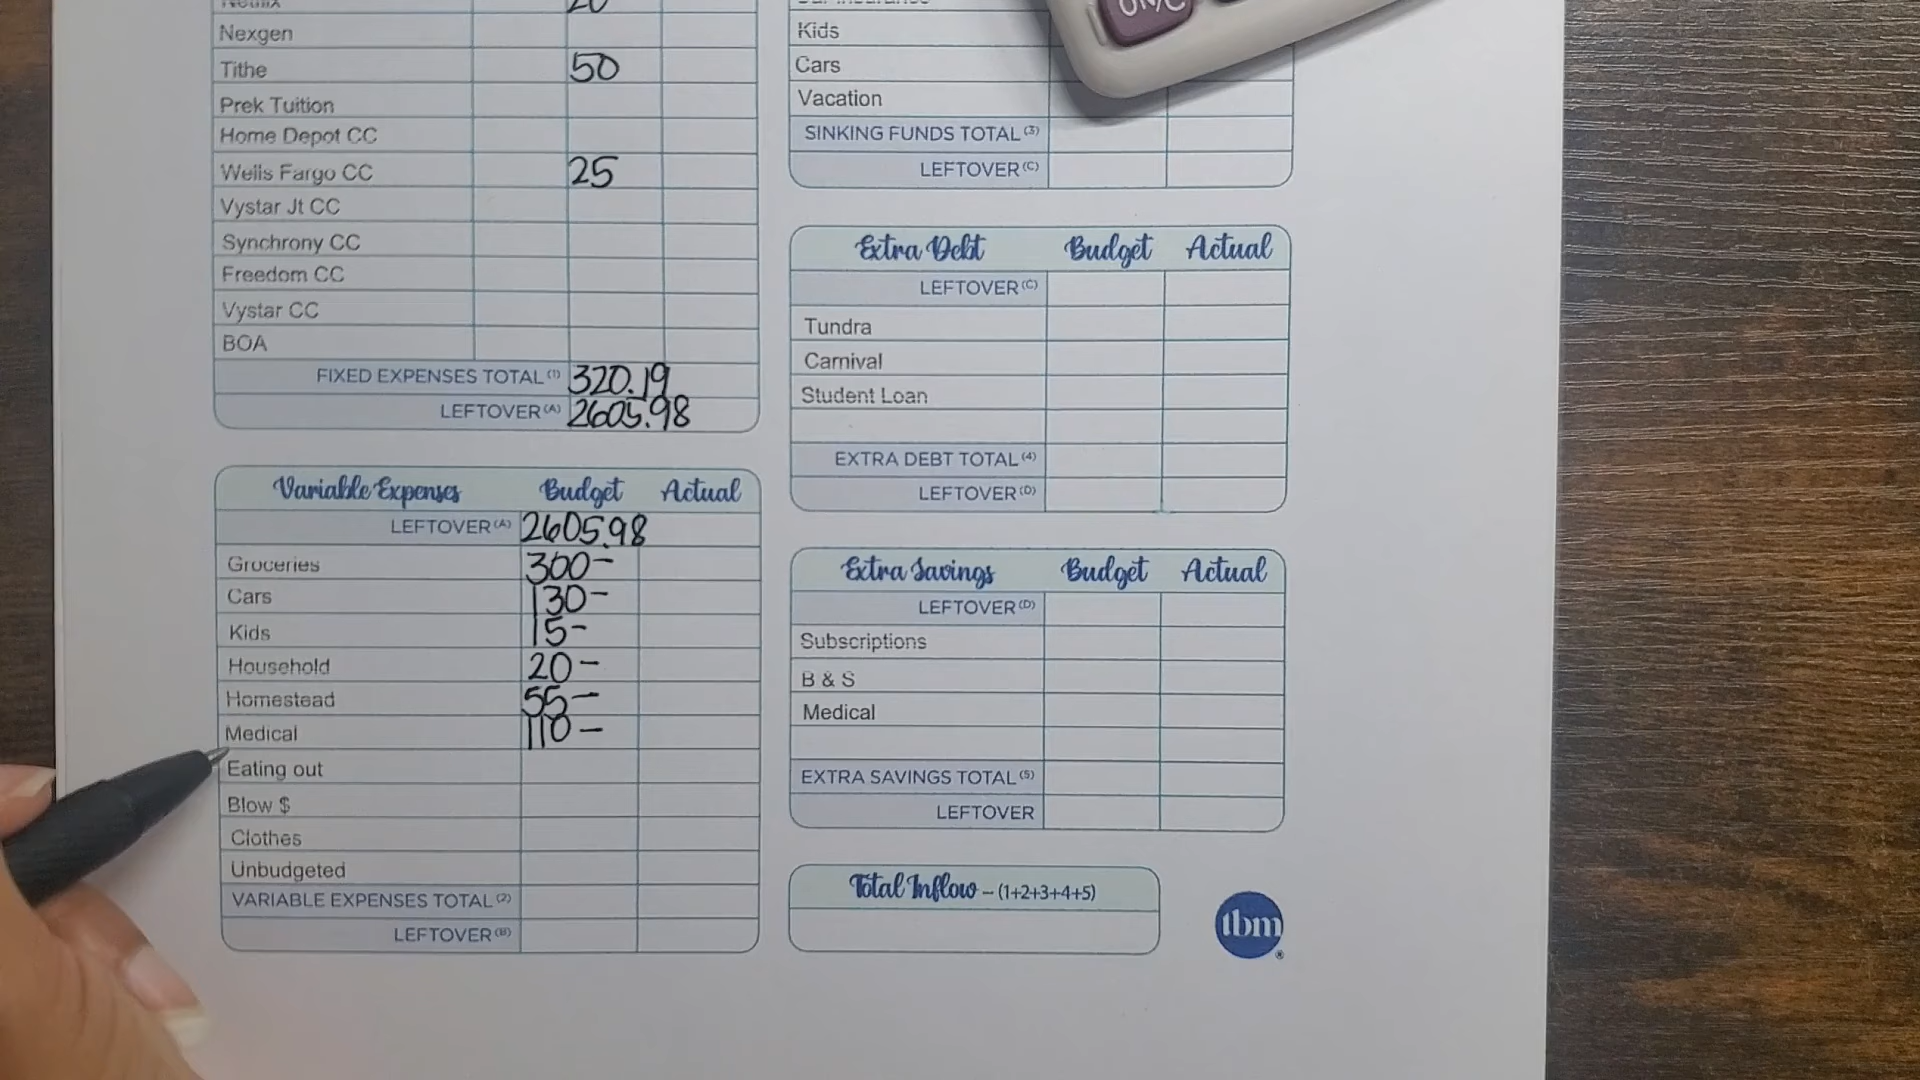 Netflix 20
Nexgen
Tithe 50
Prek Tuition
Home Depot CC
Wells Fargo CC 25
Vystar Jt CC
Synchrony CC
Freedom CC
Vystar CC
BOA
FIXED EXPENSES TOTAL (1) 320.19
LEFTOVER (A) 2605.98
Variable Expenses Budget Actual
LEFTOVER (A) 2605.98
Groceries 300-
Cars 130-
Kids 15-
Household 20-
Homestead 55-
Medical 110-
Eating out
Blow $
Clothes
Unbudgeted
VARIABLE EXPENSES TOTAL (2)
LEFTOVER (B)
Car Insurance
Kids
Cars
Vacation
SINKING FUNDS TOTAL (3)
LEFTOVER (C)
Extra Debt Budget Actual
LEFTOVER (C)
Tundra
Carnival
Student Loan
EXTRA DEBT TOTAL (4)
LEFTOVER (D)
Extra Savings Budget Actual
LEFTOVER (D)
Subscriptions
B & S
Medical
EXTRA SAVINGS TOTAL (5)
LEFTOVER
Total Inflow – (1+2+3+4+5)
tbm
®
ON/C